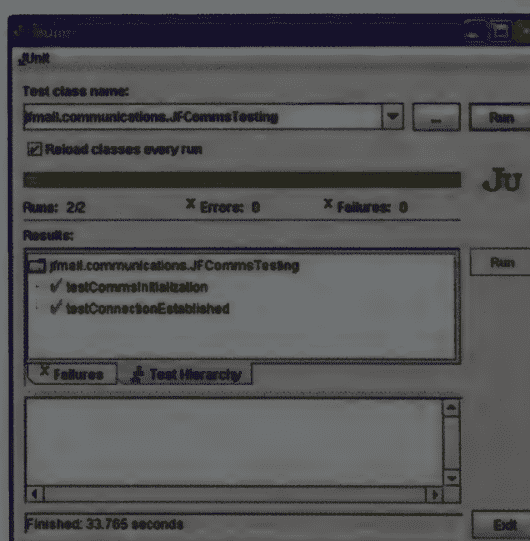 JUnit
JUnit
Test class name:
jfmail.communications.JFCommsTesting
...
Run
Reload classes every run
JU
Runs: 2/2
X Errors: 0
X Failures: 0
Results:
jfmail.communications.JFCommsTesting
Run
testCommsInitialization
testConnectionEstablished
X Failures
Test Hierarchy
Finished: 33.765 seconds
Exit